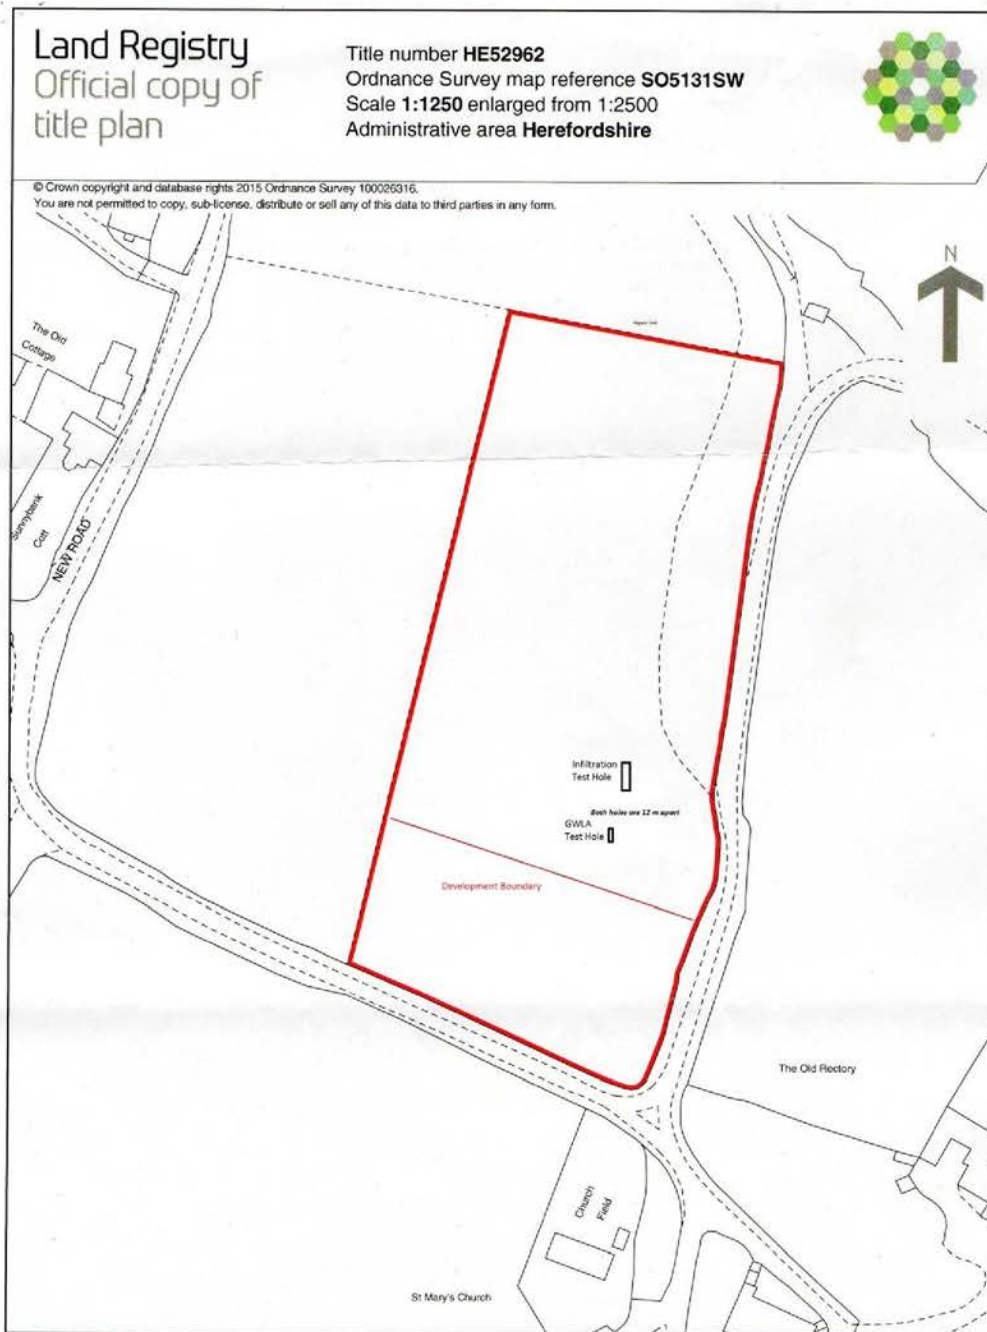 Land Registry
Official copy of
title plan
Title number HE52962
Ordnance Survey map reference SO5131SW
Scale 1:1250 enlarged from 1:2500
Administrative area Herefordshire
© Crown copyright and database rights 2015 Ordnance Survey 100026316.
You are not permitted to copy, sub-license, distribute or sell any of this data to third parties in any form.
N
The Old
Cottage
Sunnybank
Cott
NEW ROAD
Infiltration
Test Hole
Both holes are 12 m apart
GWLA
Test Hole
Development Boundary
The Old Rectory
Church
Field
St Mary's Church